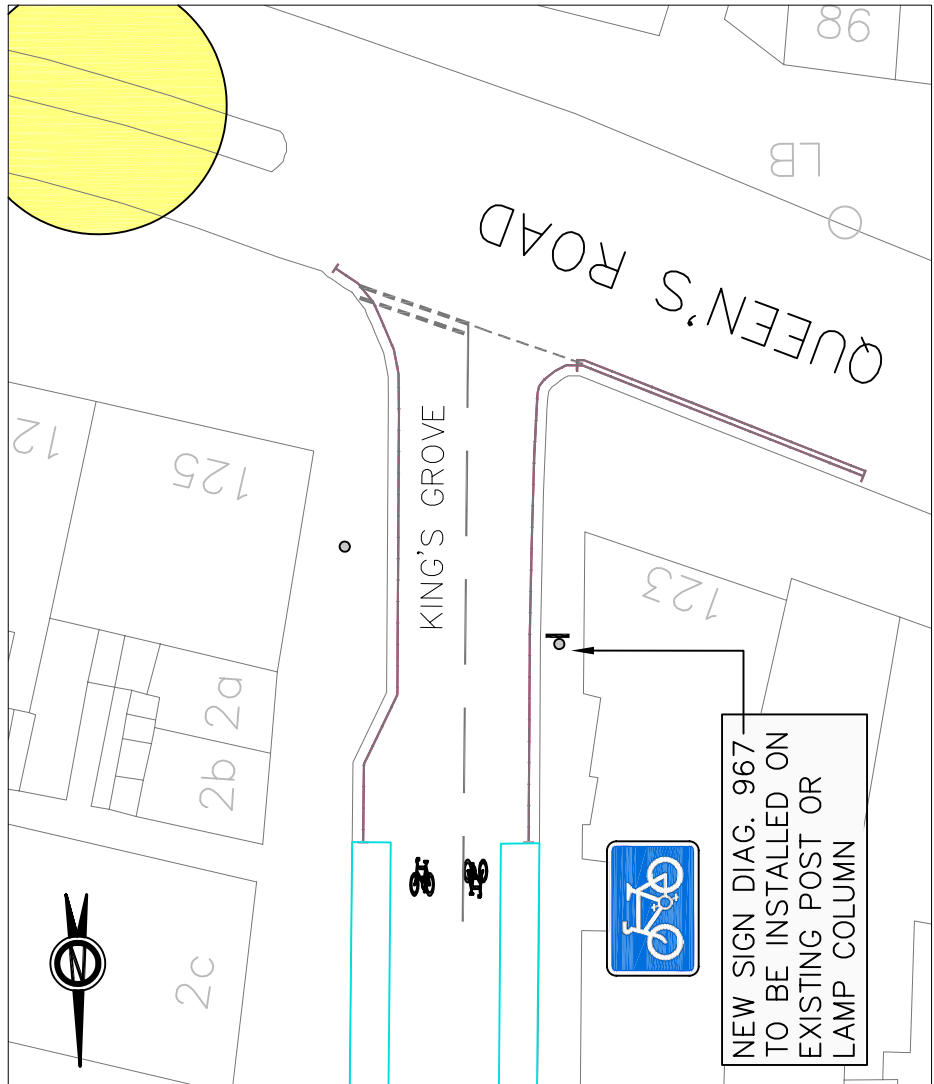 98
LB
QUEEN'S ROAD
KING'S GROVE
12
125
123
2a
2b
2c
N
NEW SIGN DIAG. 967
TO BE INSTALLED ON
EXISTING POST OR
LAMP COLUMN